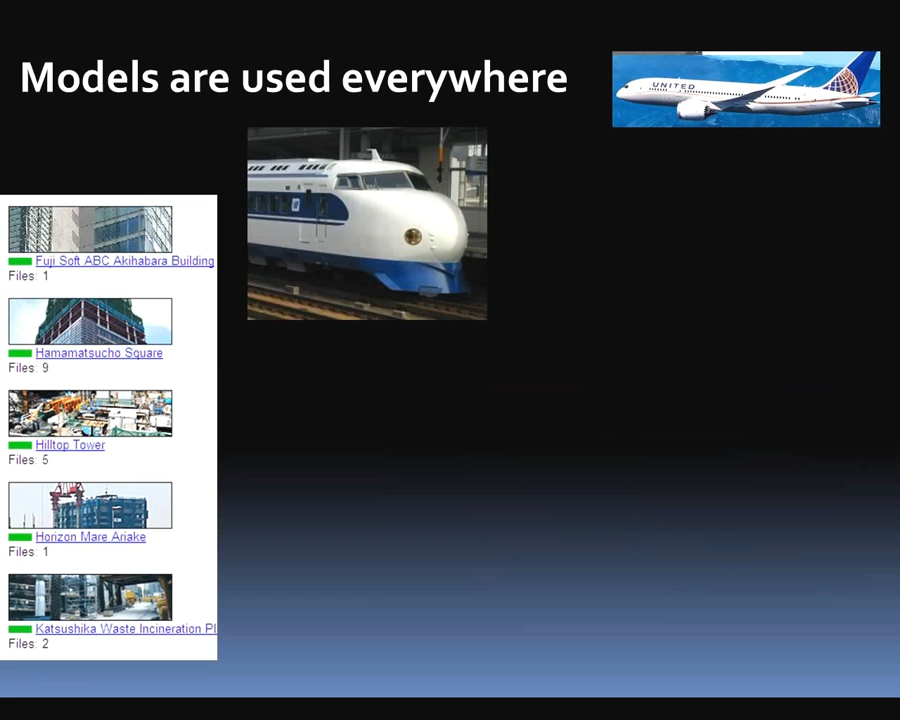 Models are used everywhere
UNITED
Fuji Soft ABC Akihabara Building
Files: 1
Hamamatsucho Square
Files: 9
Hilltop Tower
Files: 5
Horizon Mare Ariake
Files: 1
Katsushika Waste Incineration Pl
Files: 2